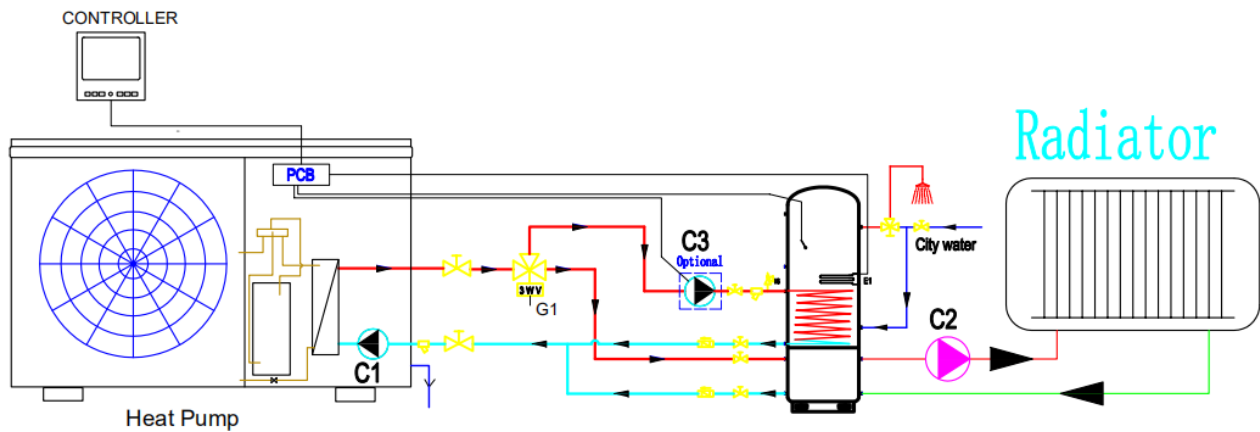 CONTROLLER
Radiator
PCB
C3
Optional
City water
3WV
G1
E1
C2
C1
Heat Pump